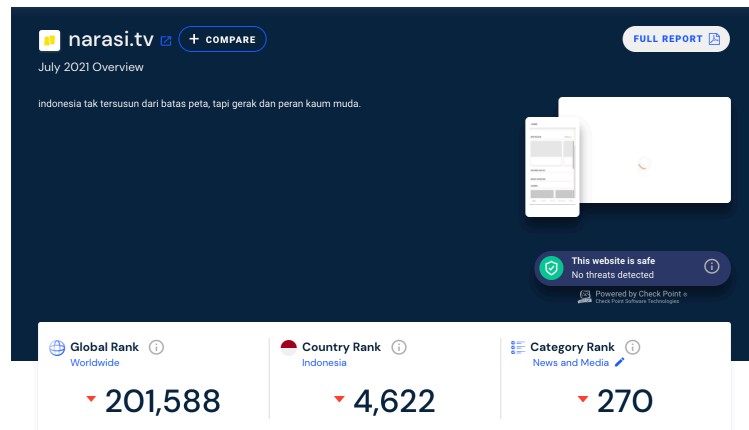 narasi.tv
+ COMPARE
FULL REPORT
July 2021 Overview
indonesia tak tersusun dari batas peta, tapi gerak dan peran kaum muda.
This website is safe
No threats detected
Powered by Check Point ®
Check Point Software Technologies
Global Rank
Worldwide
201,588
Country Rank
Indonesia
4,622
Category Rank
News and Media
270